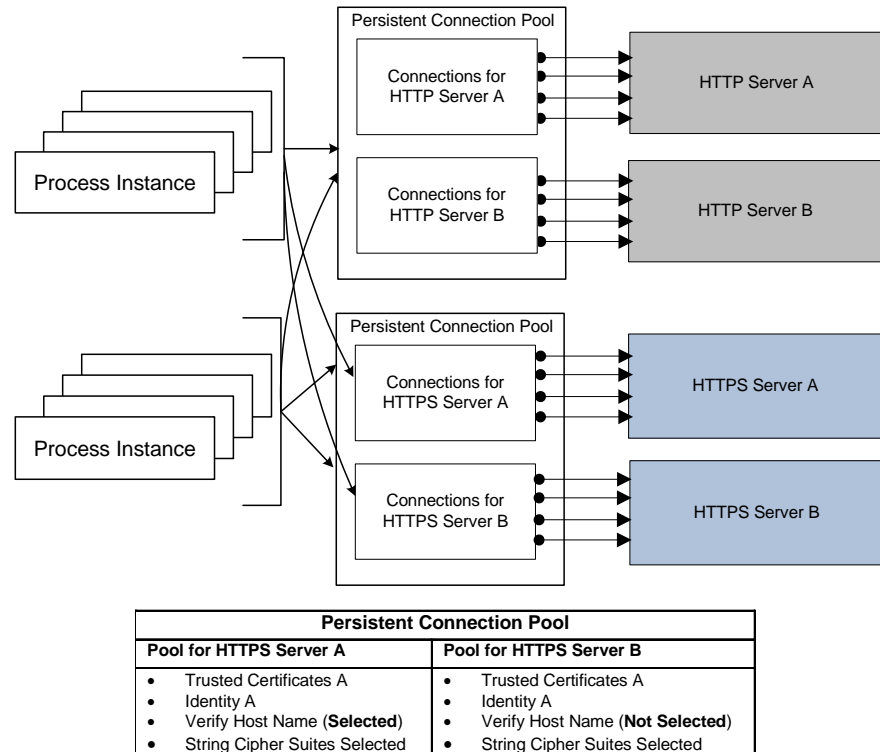 Persistent Connection Pool
Connections for
HTTP Server A
HTTP Server A
Process Instance
Connections for
HTTP Server B
HTTP Server B
Persistent Connection Pool
Connections for
HTTPS Server A
HTTPS Server A
Process Instance
Connections for
HTTPS Server B
HTTPS Server B
Persistent Connection Pool
Pool for HTTPS Server A
Pool for HTTPS Server B
• Trusted Certificates A
• Identity A
• Verify Host Name (Selected)
• String Cipher Suites Selected
• Trusted Certificates A
• Identity A
• Verify Host Name (Not Selected)
• String Cipher Suites Selected